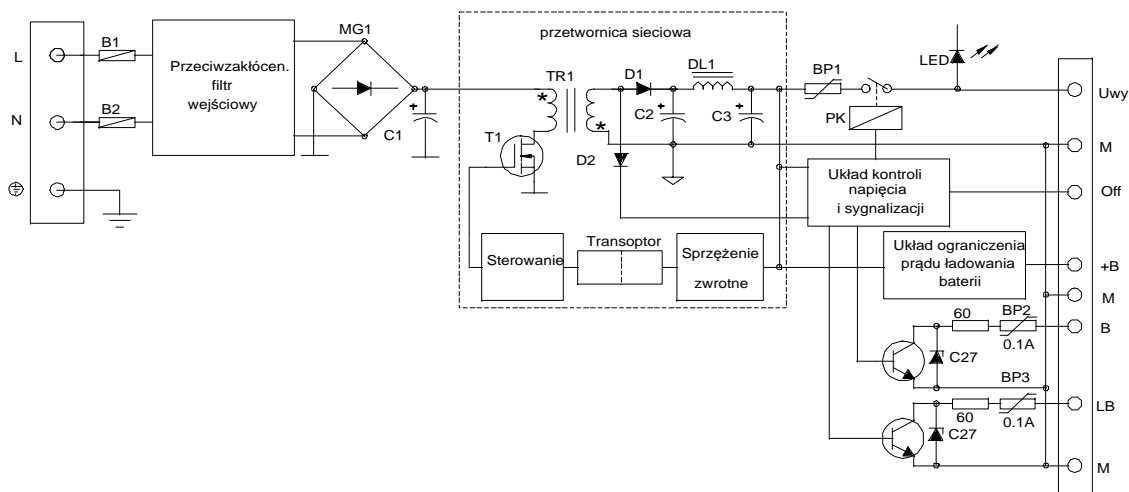 L
N
B1
B2
Przeciwzakłócen.
filtr
wejściowy
MG1
+
C1
przetwornica sieciowa
TR1
*
*
T1
D1
D2
DL1
+
C2
+
C3
BP1
LED
PK
Układ kontroli
napięcia
i sygnalizacji
Sterowanie
Transoptor
Sprzężenie
zwrotne
Układ ograniczenia
prądu ładowania
baterii
60
BP2
0.1A
C27
BP3
60
0.1A
C27
Uwy
M
Off
+B
M
B
LB
M